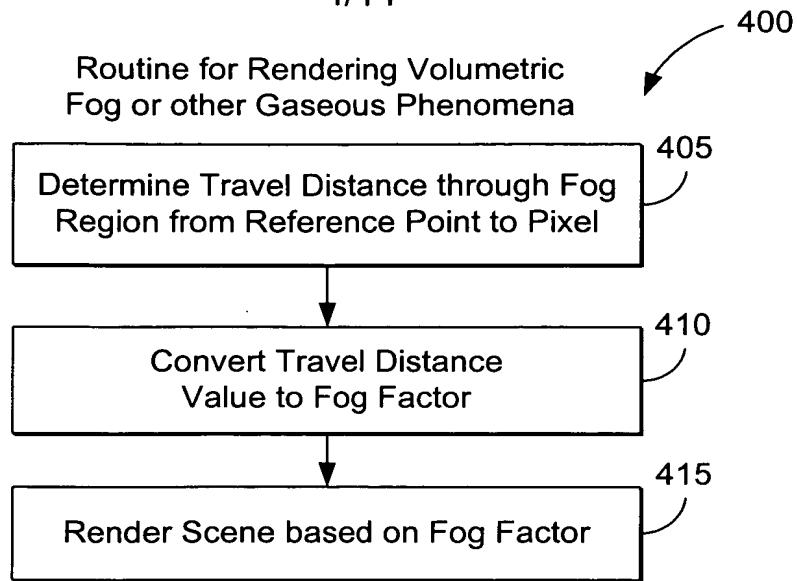 400
Routine for Rendering Volumetric
Fog or other Gaseous Phenomena
405
Determine Travel Distance through Fog
Region from Reference Point to Pixel
410
Convert Travel Distance
Value to Fog Factor
415
Render Scene based on Fog Factor